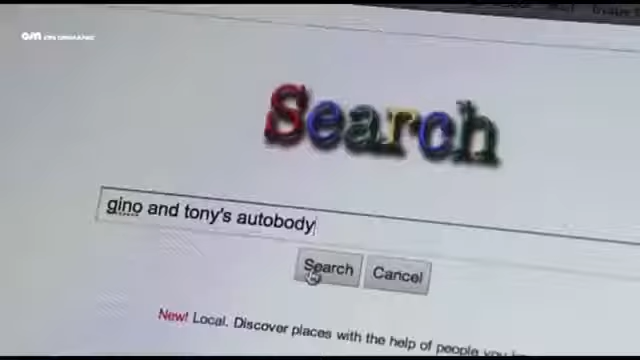 Search
gino and tony's autobody
Search
Cancel
New! Local. Discover places with the help of people you